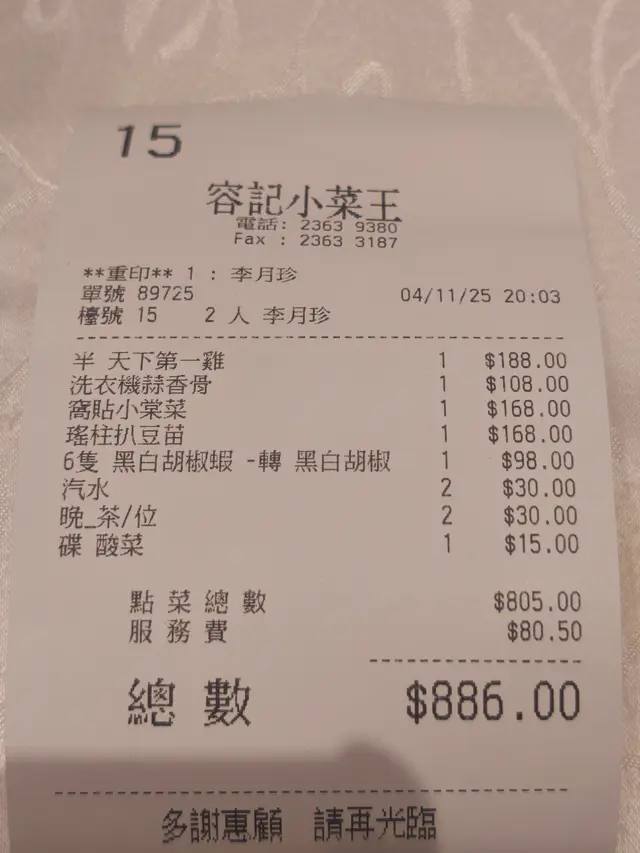 15
容記小菜王
電話: 2363 9380
Fax : 2363 3187
**重印** 1 : 李月珍
單號 89725 04/11/25 20:03
檯號 15 2 人 李月珍
半 天下第一雞 1 $188.00
洗衣機蒜香骨 1 $108.00
窩貼小棠菜 1 $168.00
瑤柱扒豆苗 1 $168.00
6隻 黑白胡椒蝦 -轉 黑白胡椒 1 $98.00
汽水 2 $30.00
晚_茶/位 2 $30.00
碟 酸菜 1 $15.00
點 菜 總 數 $805.00
服 務 費 $80.50
總 數 $886.00
多謝惠顧 請再光臨